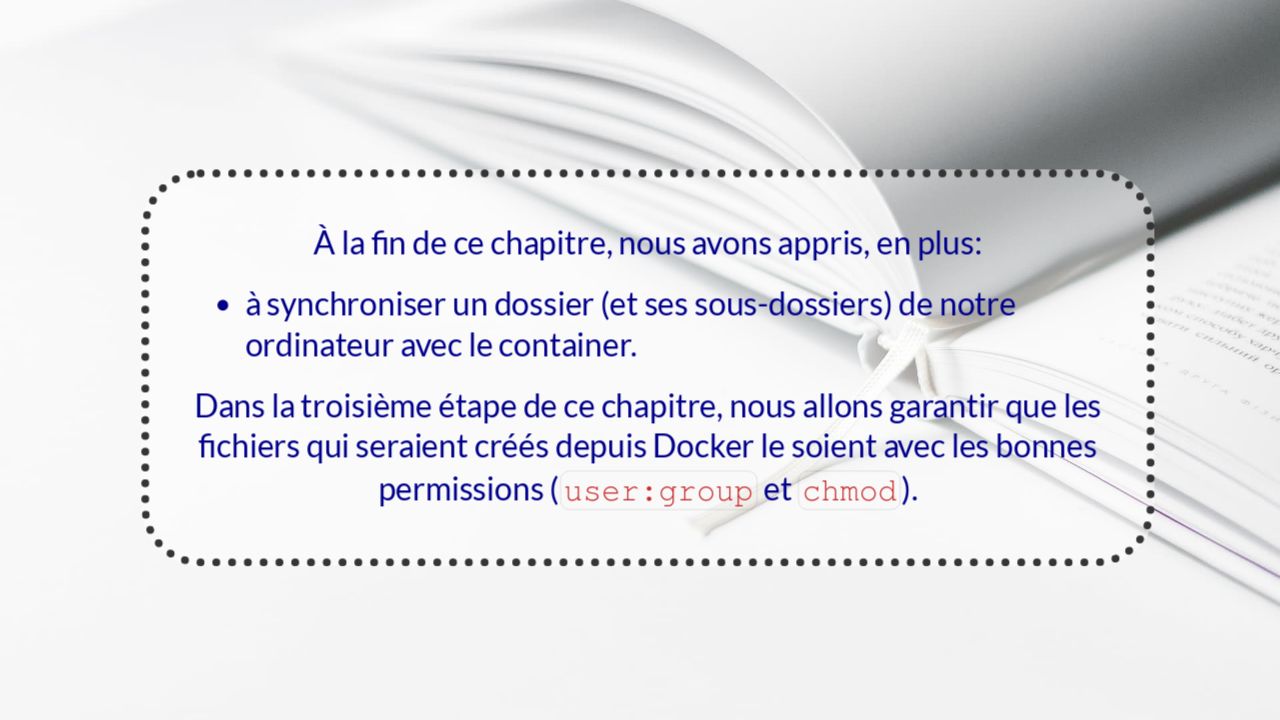 À la fin de ce chapitre, nous avons appris, en plus:
• à synchroniser un dossier (et ses sous-dossiers) de notre
ordinateur avec le container.
Dans la troisième étape de ce chapitre, nous allons garantir que les
fichiers qui seraient créés depuis Docker le soient avec les bonnes
permissions (user:group et chmod).